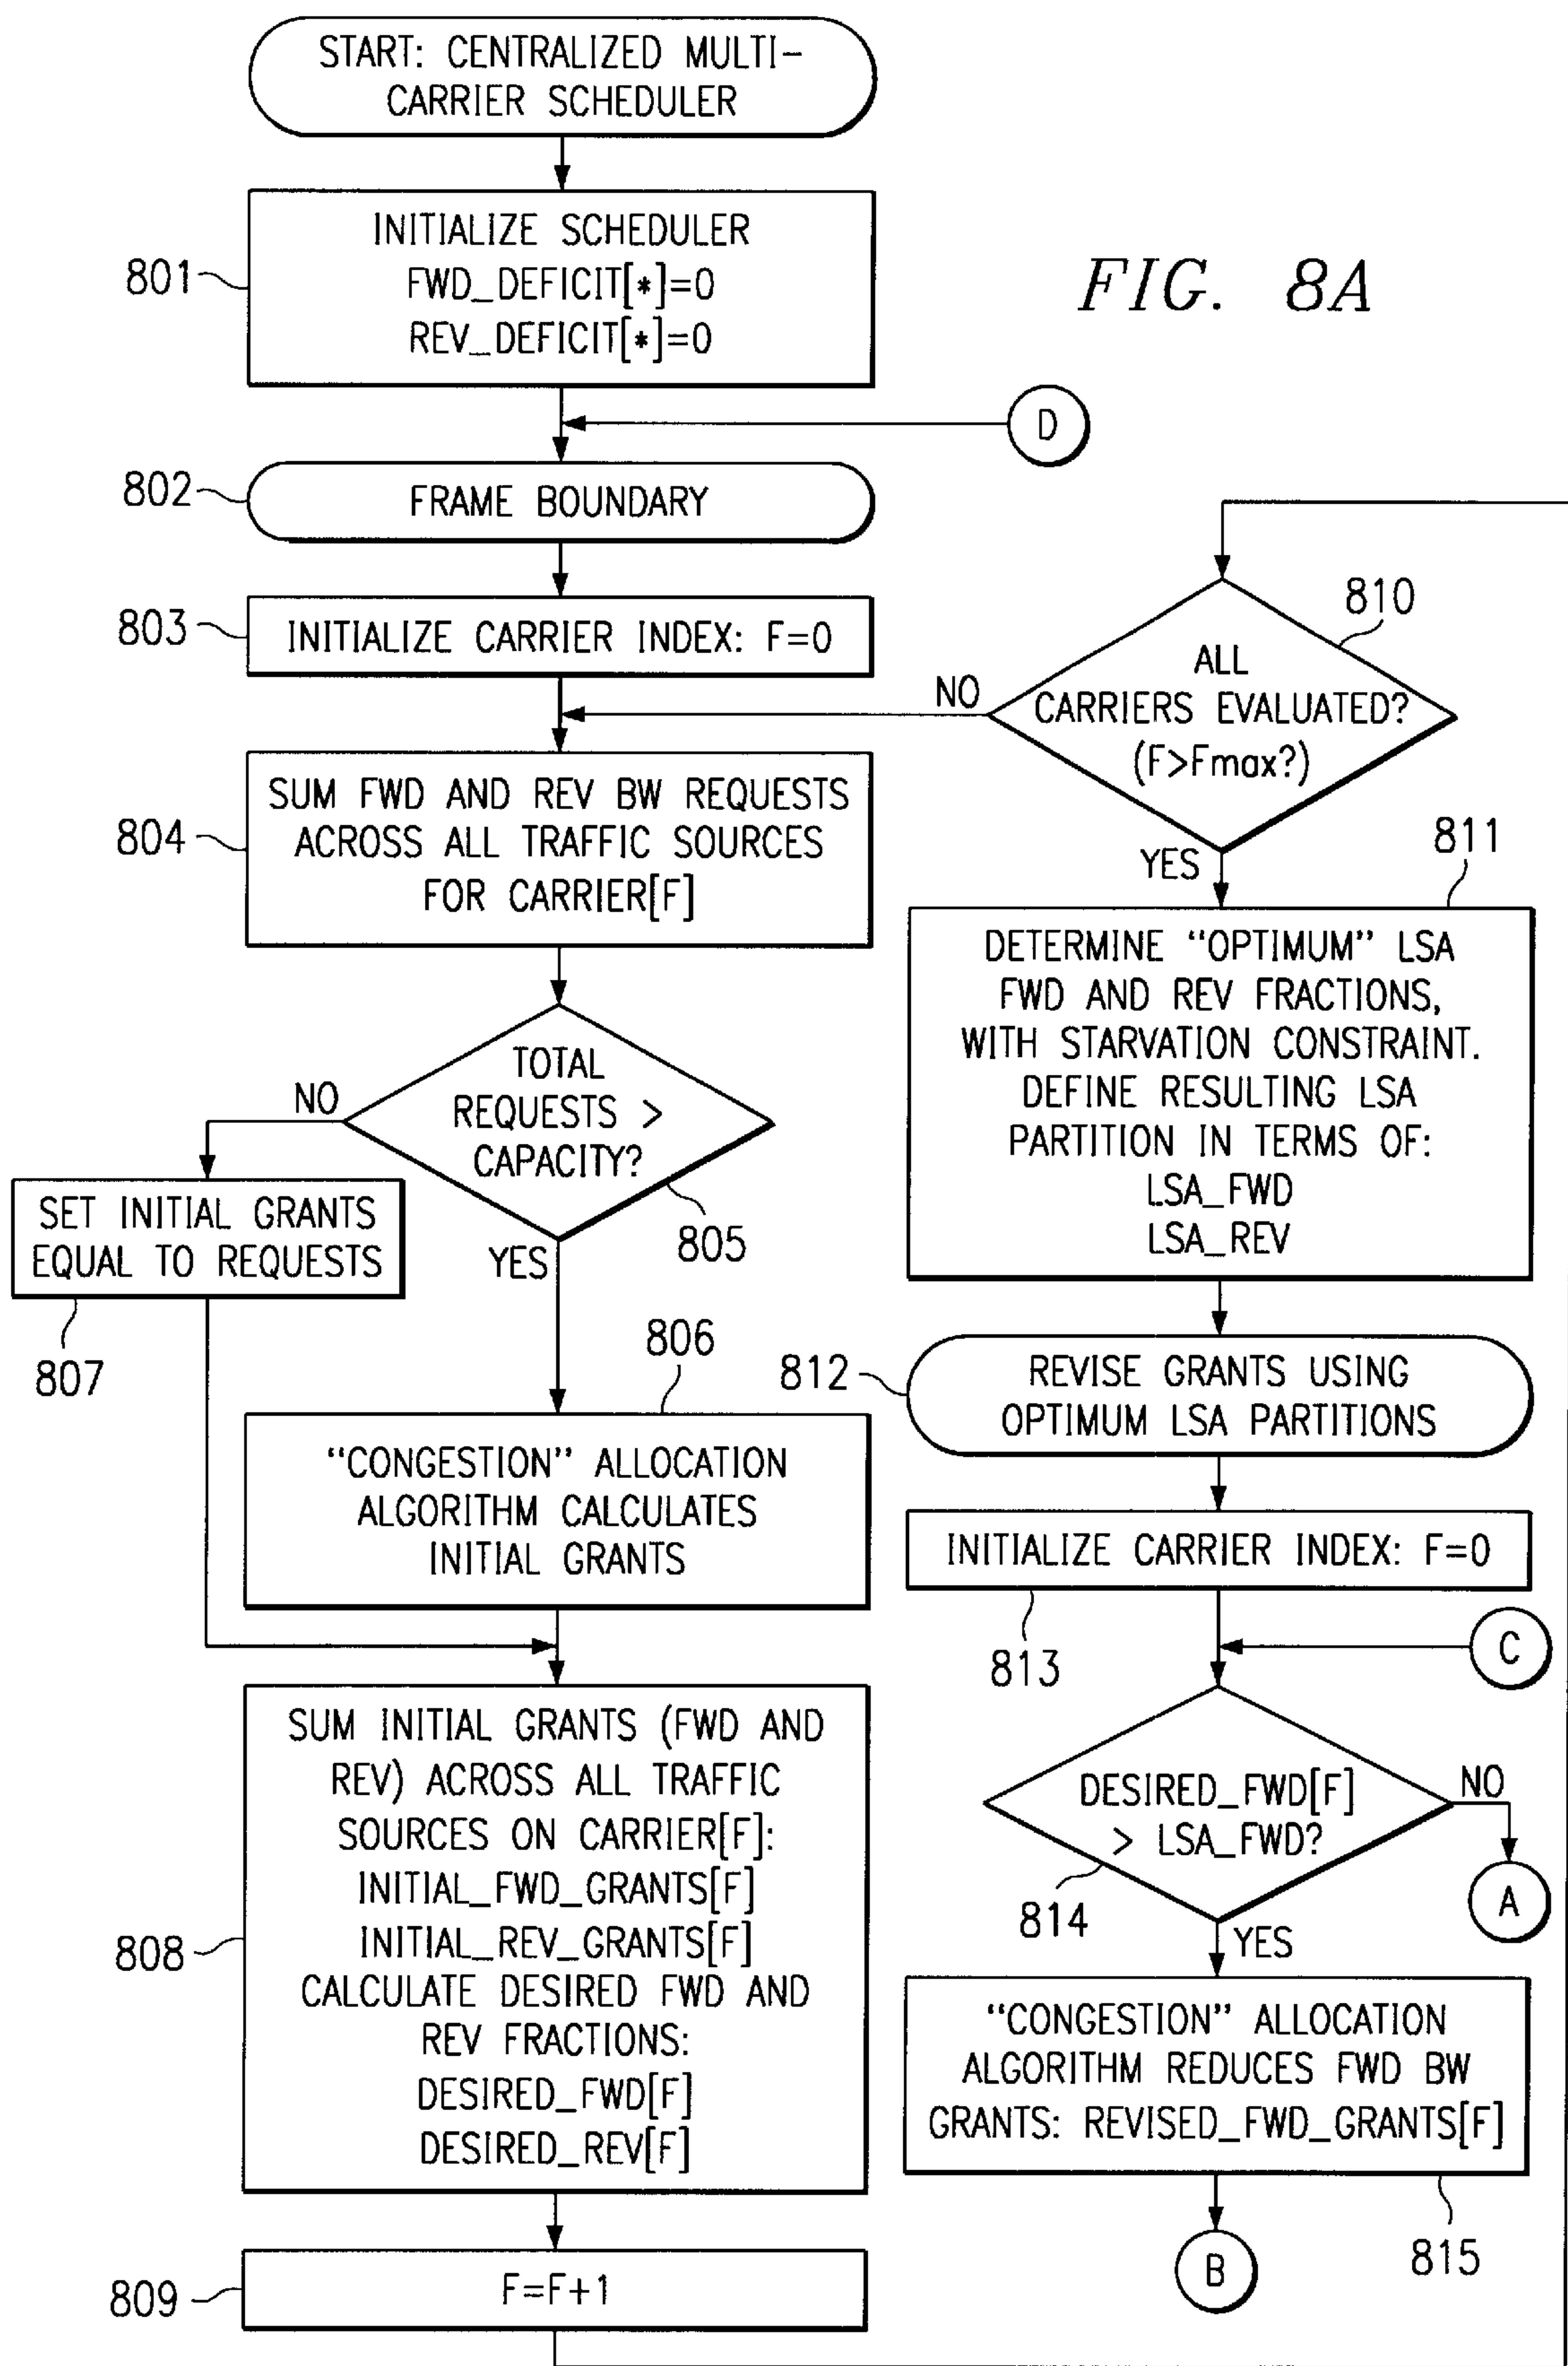 START: CENTRALIZED MULTI-
CARRIER SCHEDULER
801
INITIALIZE SCHEDULER
FWD_DEFICIT[*]=0
REV_DEFICIT[*]=0
FIG. 8A
D
802
FRAME BOUNDARY
803
INITIALIZE CARRIER INDEX: F=0
804
SUM FWD AND REV BW REQUESTS
ACROSS ALL TRAFFIC SOURCES
FOR CARRIER[F]
TOTAL
REQUESTS >
CAPACITY?
805
NO
YES
SET INITIAL GRANTS
EQUAL TO REQUESTS
807
806
“CONGESTION” ALLOCATION
ALGORITHM CALCULATES
INITIAL GRANTS
808
SUM INITIAL GRANTS (FWD AND
REV) ACROSS ALL TRAFFIC
SOURCES ON CARRIER[F]:
INITIAL_FWD_GRANTS[F]
INITIAL_REV_GRANTS[F]
CALCULATE DESIRED FWD AND
REV FRACTIONS:
DESIRED_FWD[F]
DESIRED_REV[F]
809
F=F+1
810
ALL
CARRIERS EVALUATED?
(F>Fmax?)
NO
YES
811
DETERMINE “OPTIMUM” LSA
FWD AND REV FRACTIONS,
WITH STARVATION CONSTRAINT.
DEFINE RESULTING LSA
PARTITION IN TERMS OF:
LSA_FWD
LSA_REV
812
REVISE GRANTS USING
OPTIMUM LSA PARTITIONS
INITIALIZE CARRIER INDEX: F=0
813
C
DESIRED_FWD[F]
> LSA_FWD?
814
NO
A
YES
“CONGESTION” ALLOCATION
ALGORITHM REDUCES FWD BW
GRANTS: REVISED_FWD_GRANTS[F]
815
B